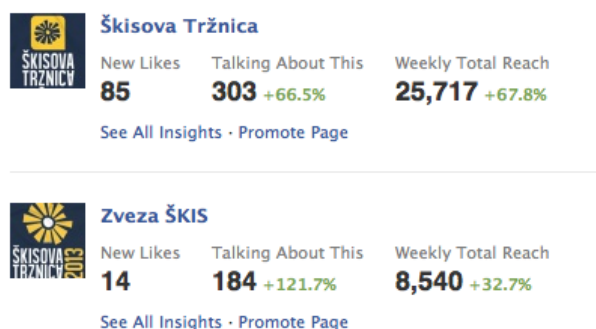 ŠKISOVA
TRŽNICA
Škisova Tržnica
New Likes Talking About This Weekly Total Reach
85 303 +66.5% 25,717 +67.8%
See All Insights · Promote Page
ŠKISOVA
TRŽNICA
2013
Zveza ŠKIS
New Likes Talking About This Weekly Total Reach
14 184 +121.7% 8,540 +32.7%
See All Insights · Promote Page